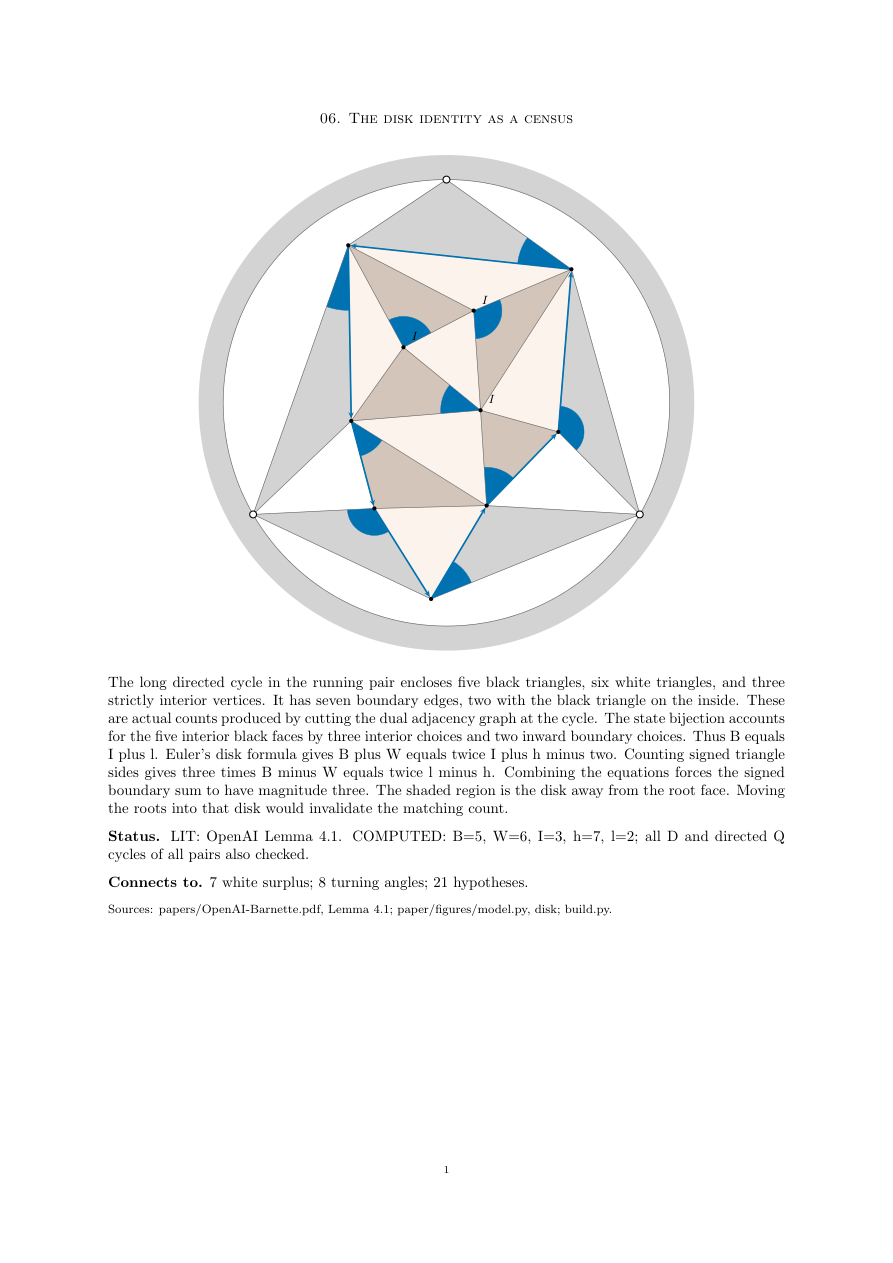 06. The disk identity as a census
I
I
I
The long directed cycle in the running pair encloses five black triangles, six white triangles, and three
strictly interior vertices. It has seven boundary edges, two with the black triangle on the inside. These
are actual counts produced by cutting the dual adjacency graph at the cycle. The state bijection accounts
for the five interior black faces by three interior choices and two inward boundary choices. Thus B equals
I plus l. Euler's disk formula gives B plus W equals twice I plus h minus two. Counting signed triangle
sides gives three times B minus W equals twice l minus h. Combining the equations forces the signed
boundary sum to have magnitude three. The shaded region is the disk away from the root face. Moving
the roots into that disk would invalidate the matching count.
Status. LIT: OpenAI Lemma 4.1. COMPUTED: B=5, W=6, I=3, h=7, l=2; all D and directed Q
cycles of all pairs also checked.
Connects to. 7 white surplus; 8 turning angles; 21 hypotheses.
Sources: papers/OpenAI-Barnette.pdf, Lemma 4.1; paper/figures/model.py, disk; build.py.
1